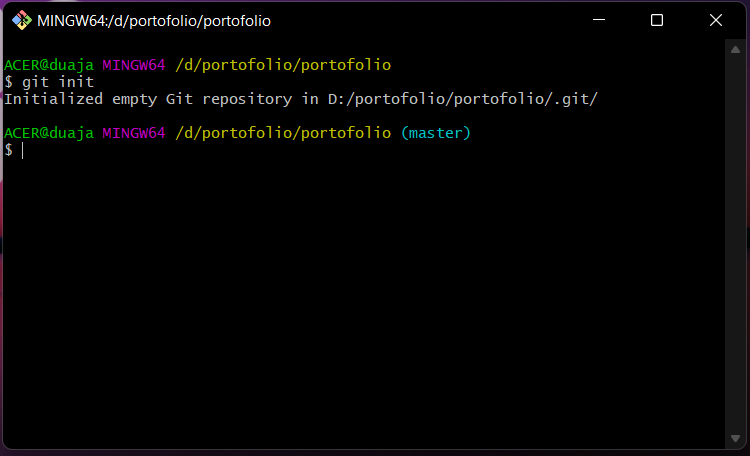 MINGW64:/d/portofolio/portofolio
ACER@duaja MINGW64 /d/portofolio/portofolio
$ git init
Initialized empty Git repository in D:/portofolio/portofolio/.git/
ACER@duaja MINGW64 /d/portofolio/portofolio (master)
$